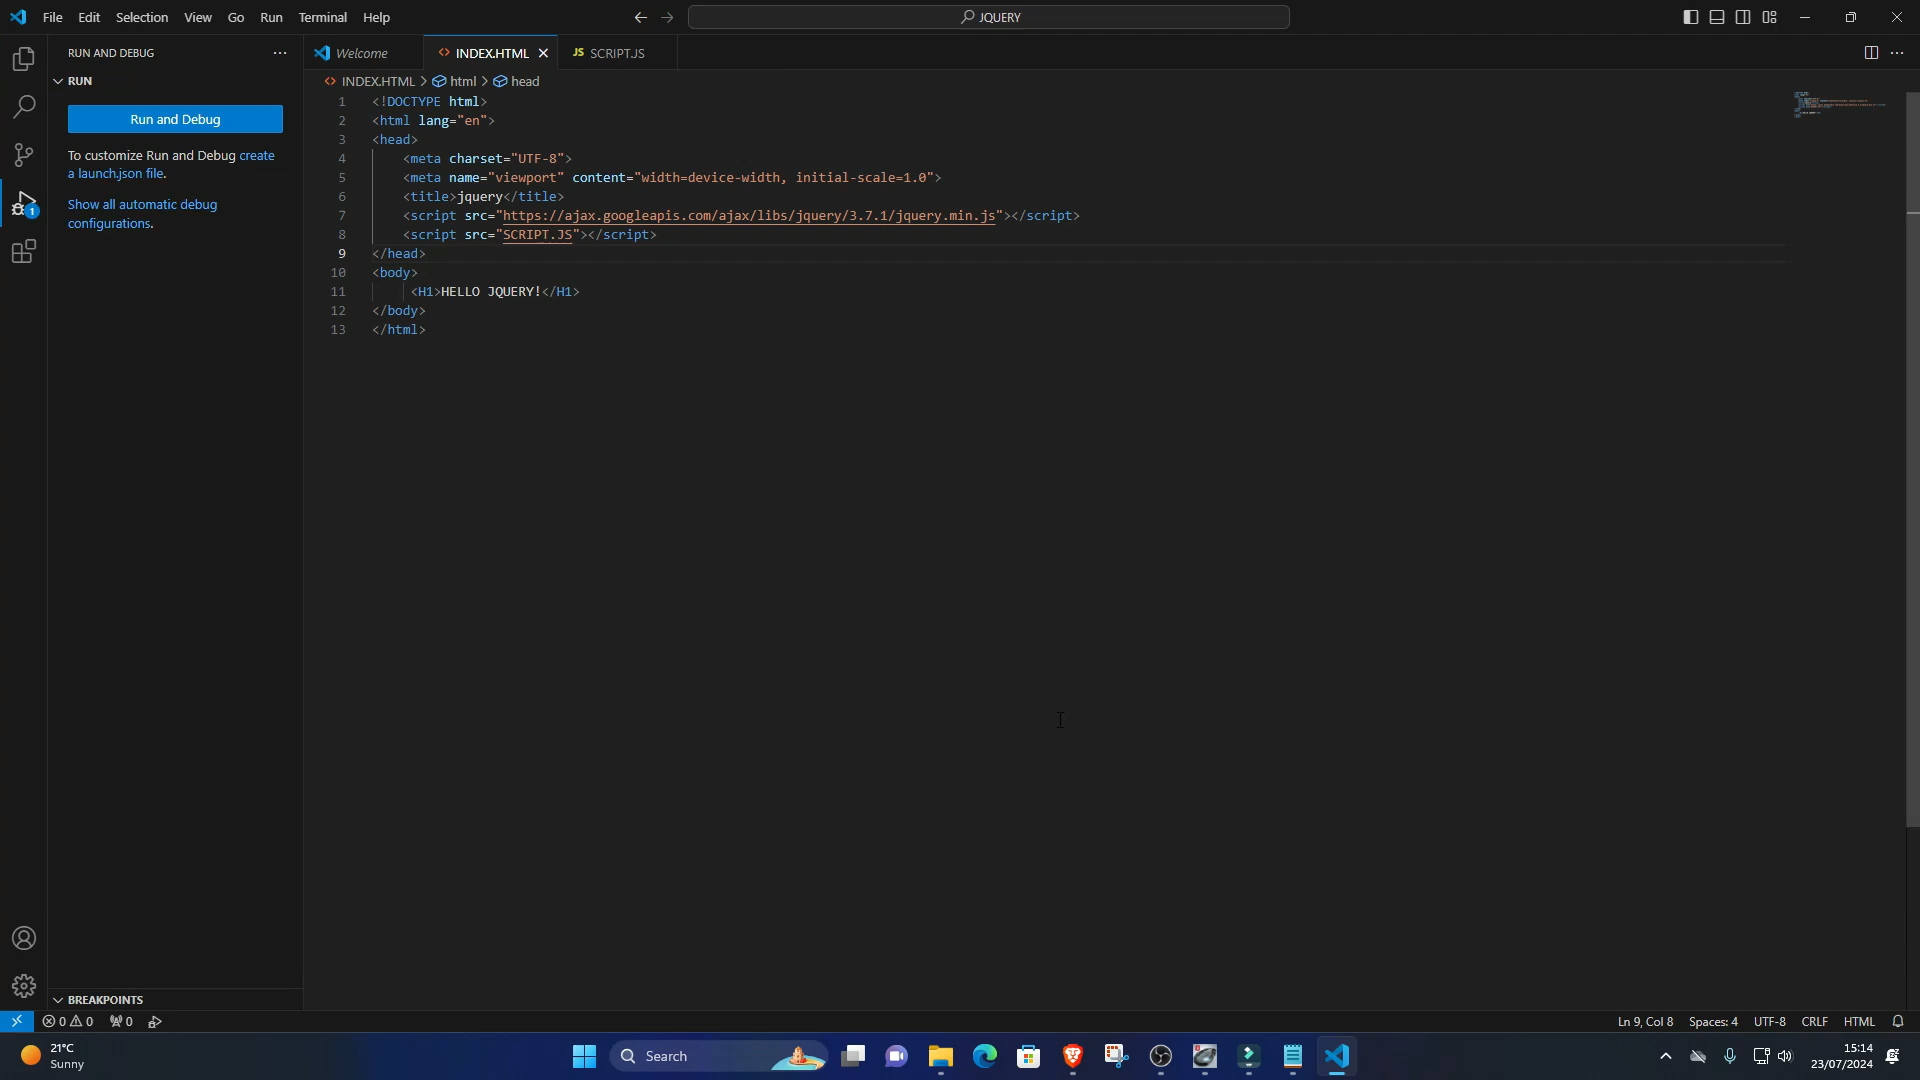 File Edit Selection View Go Run Terminal Help
JQUERY
RUN AND DEBUG
Welcome
INDEX.HTML
JS SCRIPT.JS
RUN
INDEX.HTML > html > head
Run and Debug
To customize Run and Debug create
a launch.json file.
Show all automatic debug
configurations.
1 <!DOCTYPE html>
2 <html lang="en">
3 <head>
4 <meta charset="UTF-8">
5 <meta name="viewport" content="width=device-width, initial-scale=1.0">
6 <title>jquery</title>
7 <script src="https://ajax.googleapis.com/ajax/libs/jquery/3.7.1/jquery.min.js"></script>
8 <script src="SCRIPT.JS"></script>
9 </head>
10 <body>
11 <H1>HELLO JQUERY!</H1>
12 </body>
13 </html>
1
BREAKPOINTS
0 0 0
Ln 9, Col 8 Spaces: 4 UTF-8 CRLF HTML
21°C
Sunny
Search
15:14
23/07/2024